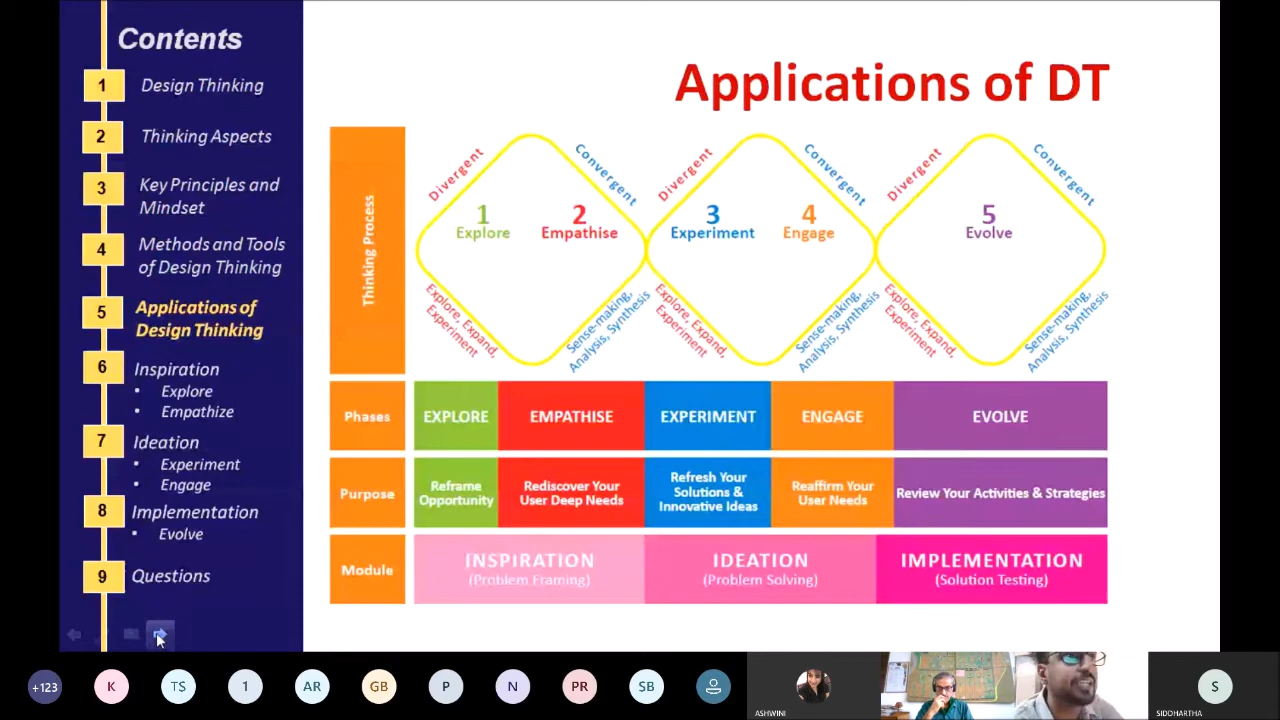 Contents
1
Design Thinking
2
Thinking Aspects
3
Key Principles and
Mindset
4
Methods and Tools
of Design Thinking
5
Applications of
Design Thinking
6
Inspiration
• Explore
• Empathize
7
Ideation
• Experiment
• Engage
8
Implementation
• Evolve
9
Questions
Applications of DT
Thinking Process
Divergent
Convergent
1
Explore
2
Empathise
Explore, Expand,
Experiment
Sense-making,
Analysis, Synthesis
Divergent
Convergent
3
Experiment
4
Engage
Explore, Expand,
Experiment
Sense-making,
Analysis, Synthesis
Divergent
Convergent
5
Evolve
Explore, Expand,
Experiment
Sense-making,
Analysis, Synthesis
Phases
EXPLORE
EMPATHISE
EXPERIMENT
ENGAGE
EVOLVE
Purpose
Reframe
Opportunity
Rediscover Your
User Deep Needs
Refresh Your
Solutions &
Innovative Ideas
Reaffirm Your
User Needs
Review Your Activities & Strategies
Module
INSPIRATION
(Problem Framing)
IDEATION
(Problem Solving)
IMPLEMENTATION
(Solution Testing)
+123
K
TS
1
AR
GB
P
N
PR
SB
ASHWINI
S
SIDDHARTHA